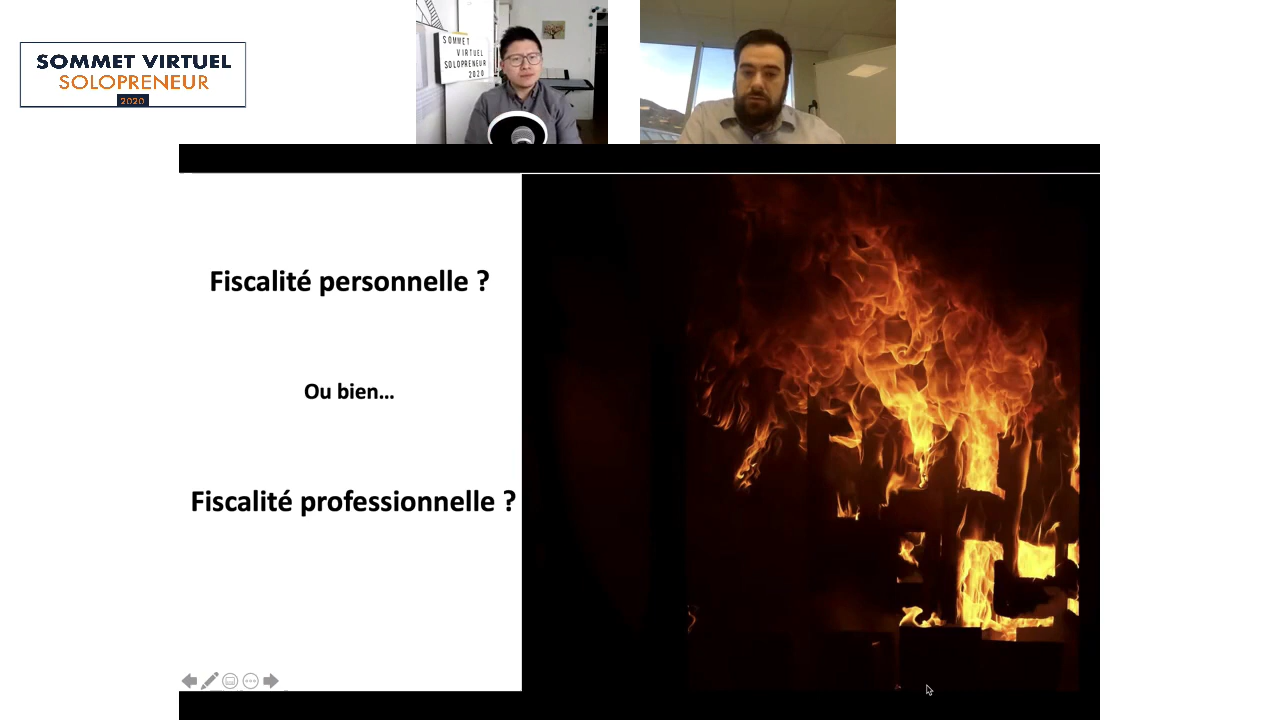 SOMMET VIRTUEL
SOLOPRENEUR
2020
SOMMET
VIRTUEL
SOLOPRENEUR
2020
Fiscalité personnelle ?
Ou bien...
Fiscalité professionnelle ?